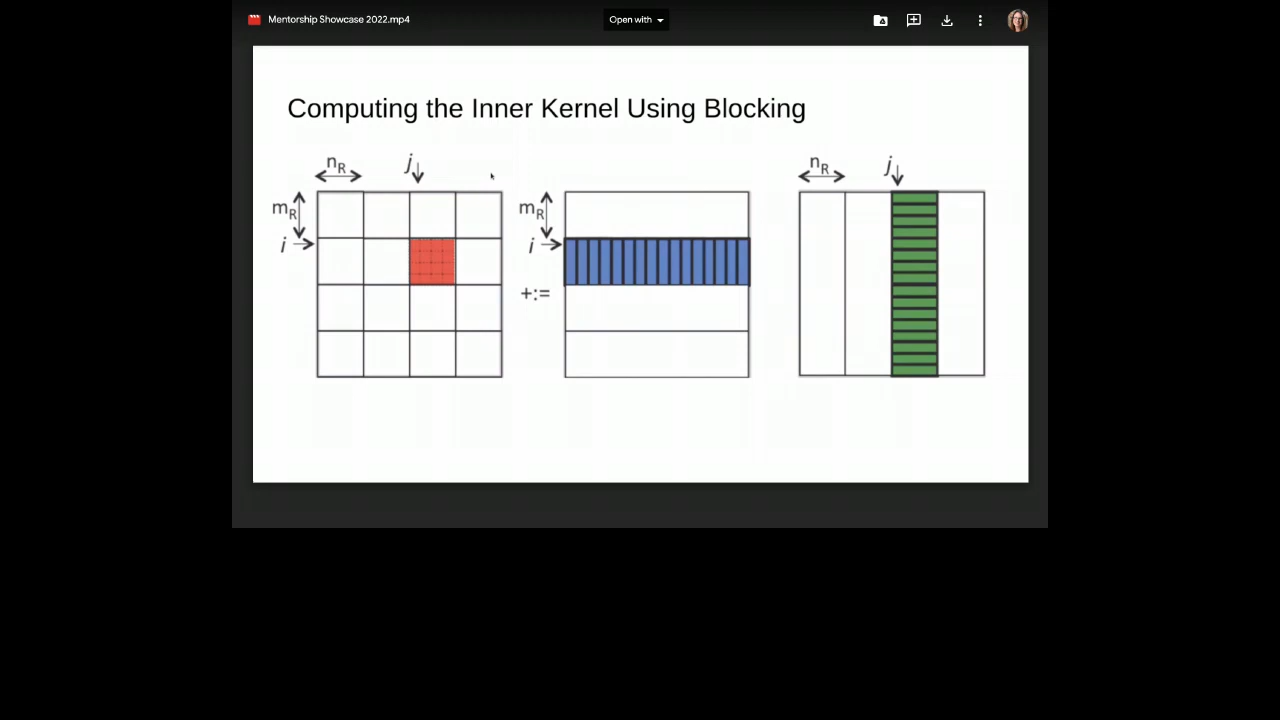 Mentorship Showcase 2022.mp4
Open with
Computing the Inner Kernel Using Blocking
nR j nR j
mR mR
i i
+:=